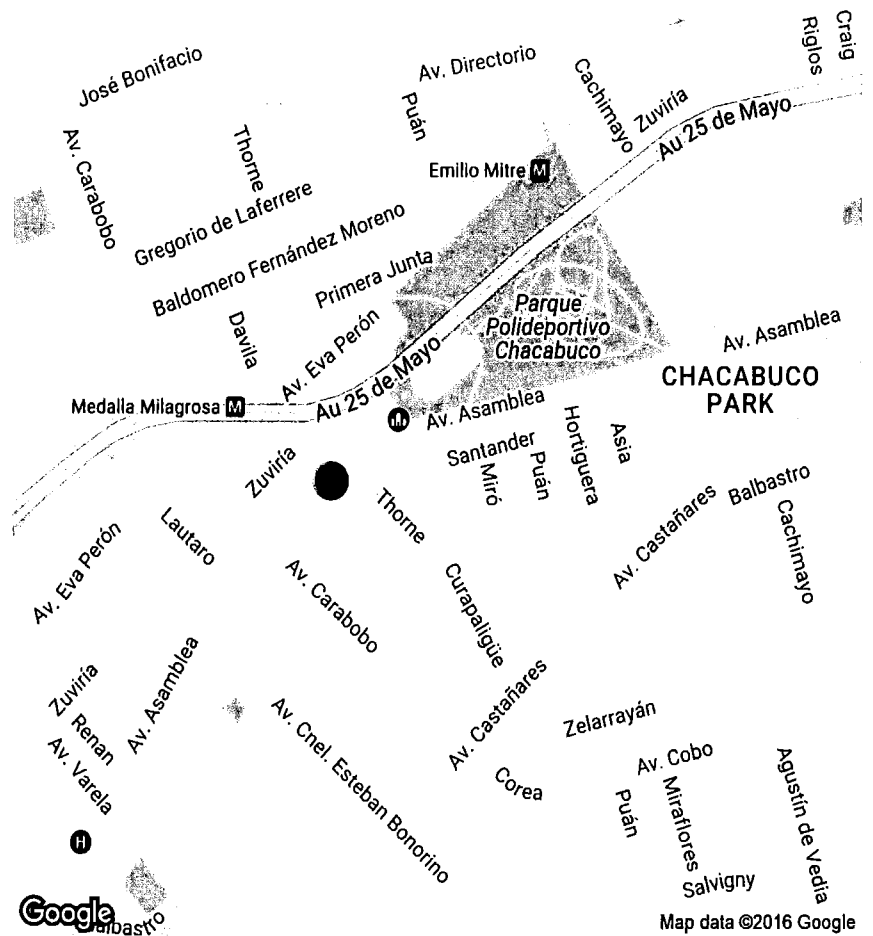 Craig
Riglos
José Bonifacio
Av. Directorio
Cachimayo
Zuviría
Puán
Au 25 de Mayo
Av. Carabobo
Thorne
Emilio Mitre
M
Gregorio de Laferrere
Baldomero Fernández Moreno
Primera Junta
Parque
Polideportivo
Chacabuco
Davila
Av. Eva Perón
Av. Asamblea
CHACABUCO
PARK
Medalla Milagrosa
M
Au 25 de Mayo
Av. Asamblea
Santander
Miró
Puán
Hortiguera
Asia
Zuviría
Thorne
Av. Castañares
Balbastro
Cachimayo
Lautaro
Av. Eva Perón
Av. Carabobo
Curapaligüe
Zuviría
Renan
Av. Varela
Av. Asamblea
Av. Cnel. Esteban Bonorino
Av. Castañares
Zelarrayán
Av. Cobo
Corea
Puán
Miraflores
Agustín de Vedia
H
Salvigny
Google
Map data ©2016 Google